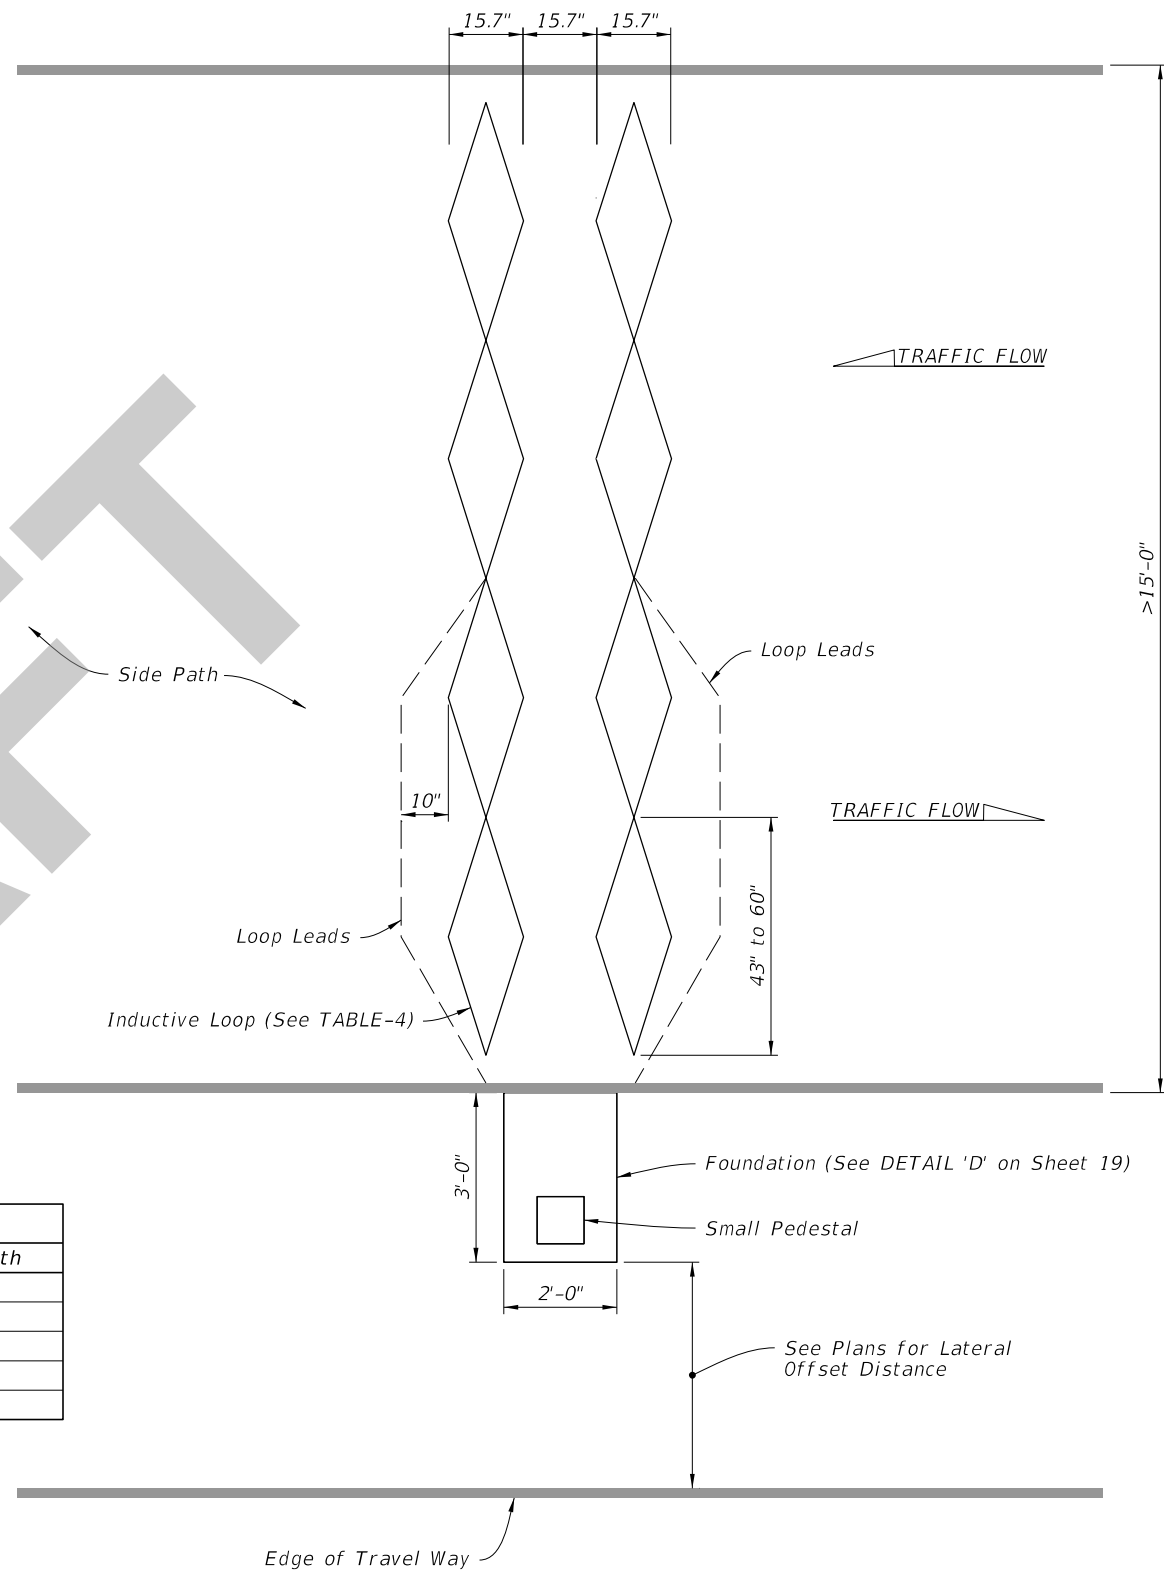 15.7" 15.7" 15.7"
TRAFFIC FLOW
>15'-0"
Loop Leads
Side Path
10"
TRAFFIC FLOW
43" to 60"
Loop Leads
Inductive Loop (See TABLE-4)
3'-0"
Foundation (See DETAIL 'D' on Sheet 19)
Small Pedestal
th
2'-0"
See Plans for Lateral
Offset Distance
Edge of Travel Way
FT